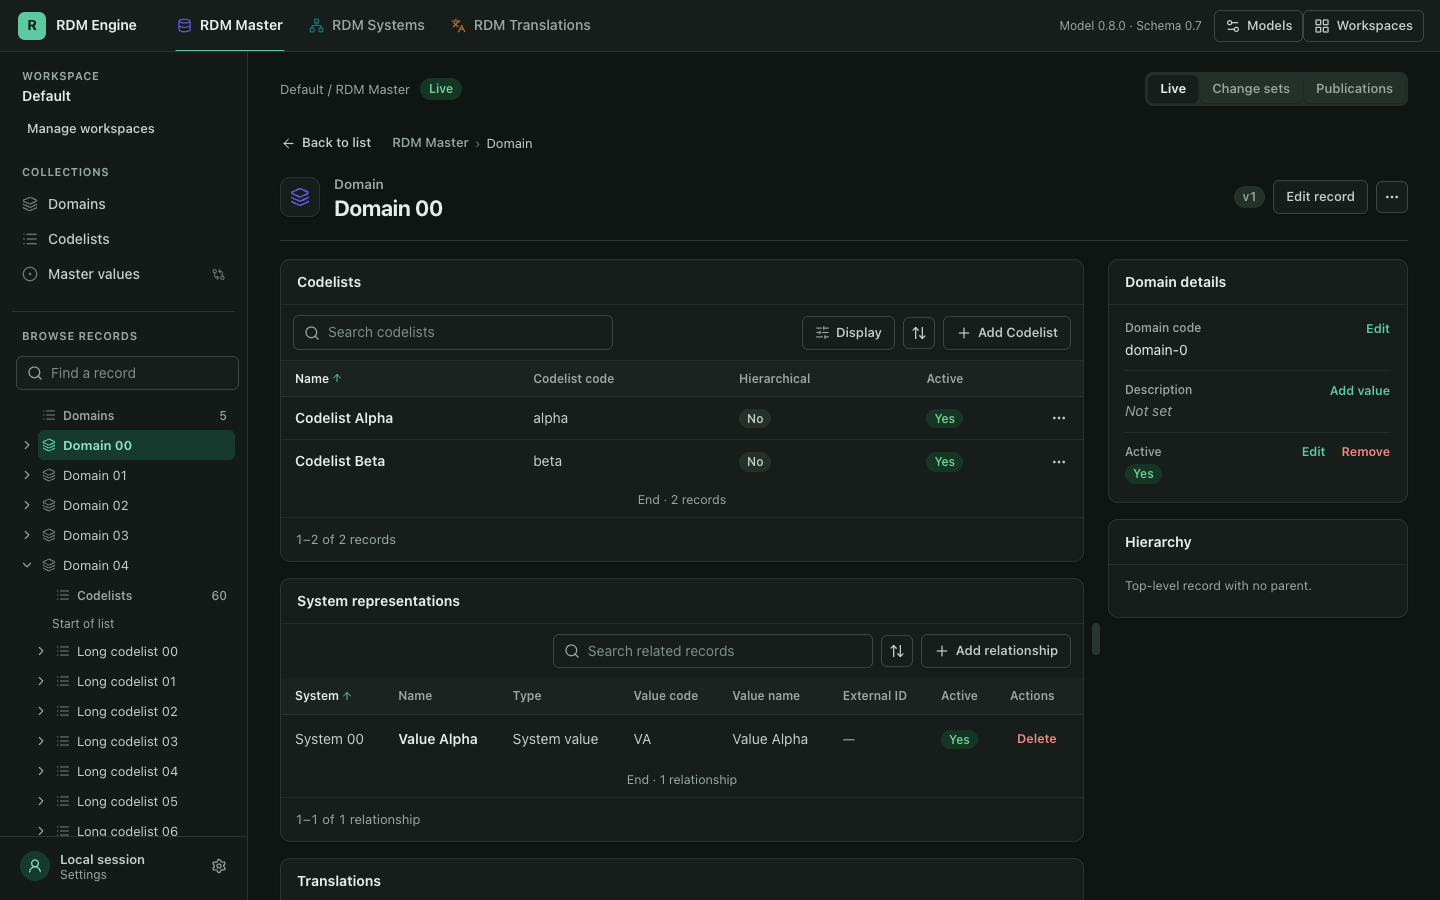 R RDM Engine RDM Master RDM Systems RDM Translations Model 0.8.0 · Schema 0.7 Models Workspaces
WORKSPACE
Default
Manage workspaces
COLLECTIONS
Domains
Codelists
Master values
BROWSE RECORDS
Find a record
Domains 5
Domain 00
Domain 01
Domain 02
Domain 03
Domain 04
Codelists 60
Start of list
Long codelist 00
Long codelist 01
Long codelist 02
Long codelist 03
Long codelist 04
Long codelist 05
Long codelist 06
Local session
Settings
Default / RDM Master Live
Live Change sets Publications
← Back to list RDM Master › Domain
Domain
Domain 00
v1 Edit record ···
Codelists
Search codelists Display Add Codelist
Name ↑ Codelist code Hierarchical Active
Codelist Alpha alpha No Yes ···
Codelist Beta beta No Yes ···
End · 2 records
1–2 of 2 records
System representations
Search related records Add relationship
System ↑ Name Type Value code Value name External ID Active Actions
System 00 Value Alpha System value VA Value Alpha — Yes Delete
End · 1 relationship
1–1 of 1 relationship
Translations
Domain details
Domain code Edit
domain-0
Description Add value
Not set
Active Edit Remove
Yes
Hierarchy
Top-level record with no parent.